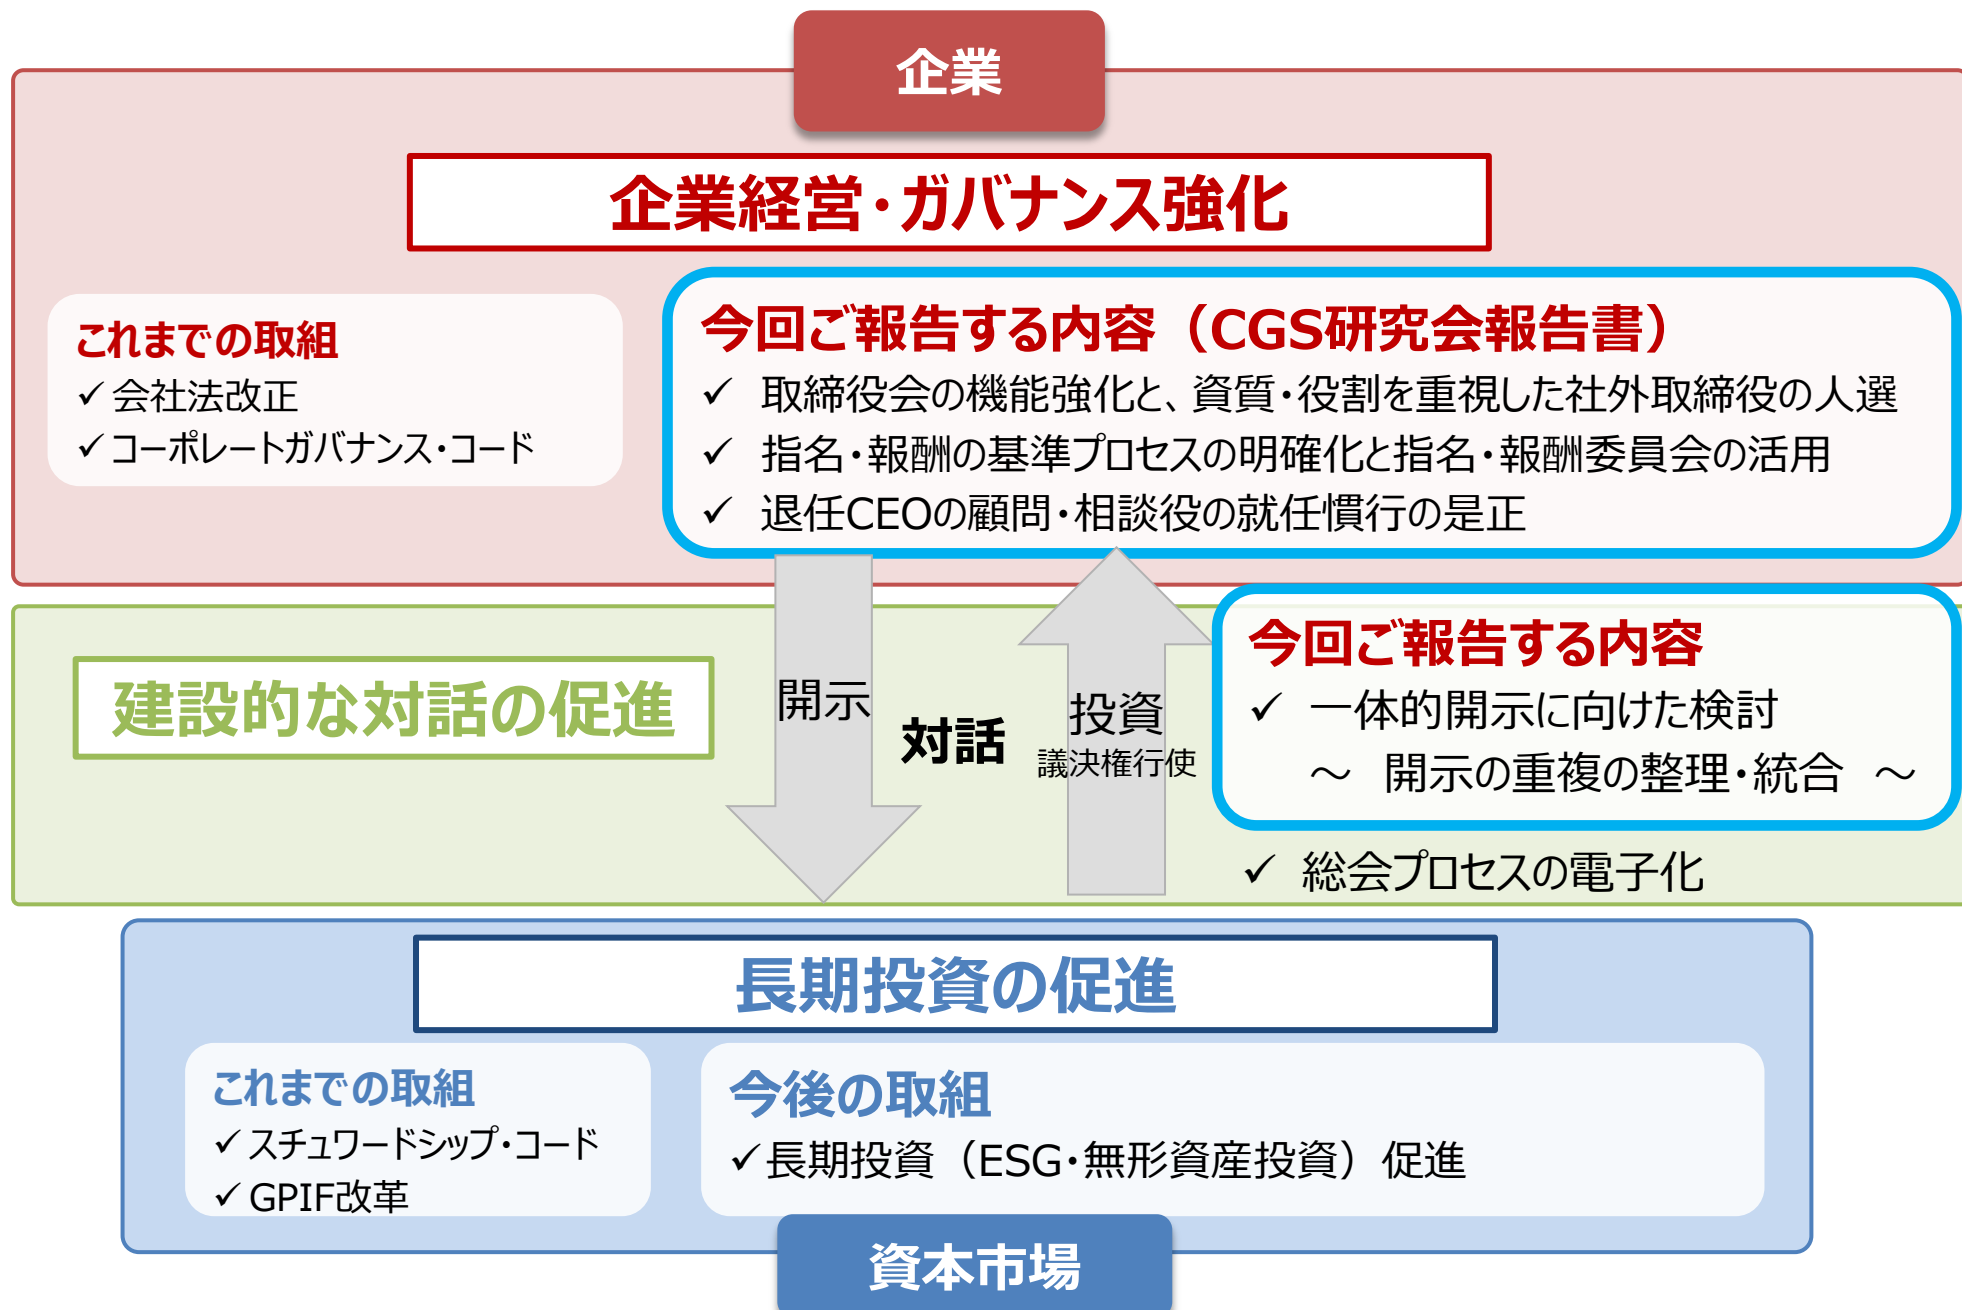 企業
企業経営・ガバナンス強化
これまでの取組
✓会社法改正
✓コーポレートガバナンス・コード
今回ご報告する内容（CGS研究会報告書）
✓ 取締役会の機能強化と、資質・役割を重視した社外取締役の人選
✓ 指名・報酬の基準プロセスの明確化と指名・報酬委員会の活用
✓ 退任CEOの顧問・相談役の就任慣行の是正
建設的な対話の促進
開示
対話
投資
議決権行使
今回ご報告する内容
✓ 一体的開示に向けた検討
～ 開示の重複の整理・統合 ～
✓ 総会プロセスの電子化
長期投資の促進
これまでの取組
✓スチュワードシップ・コード
✓GPIF改革
今後の取組
✓長期投資（ESG・無形資産投資）促進
資本市場